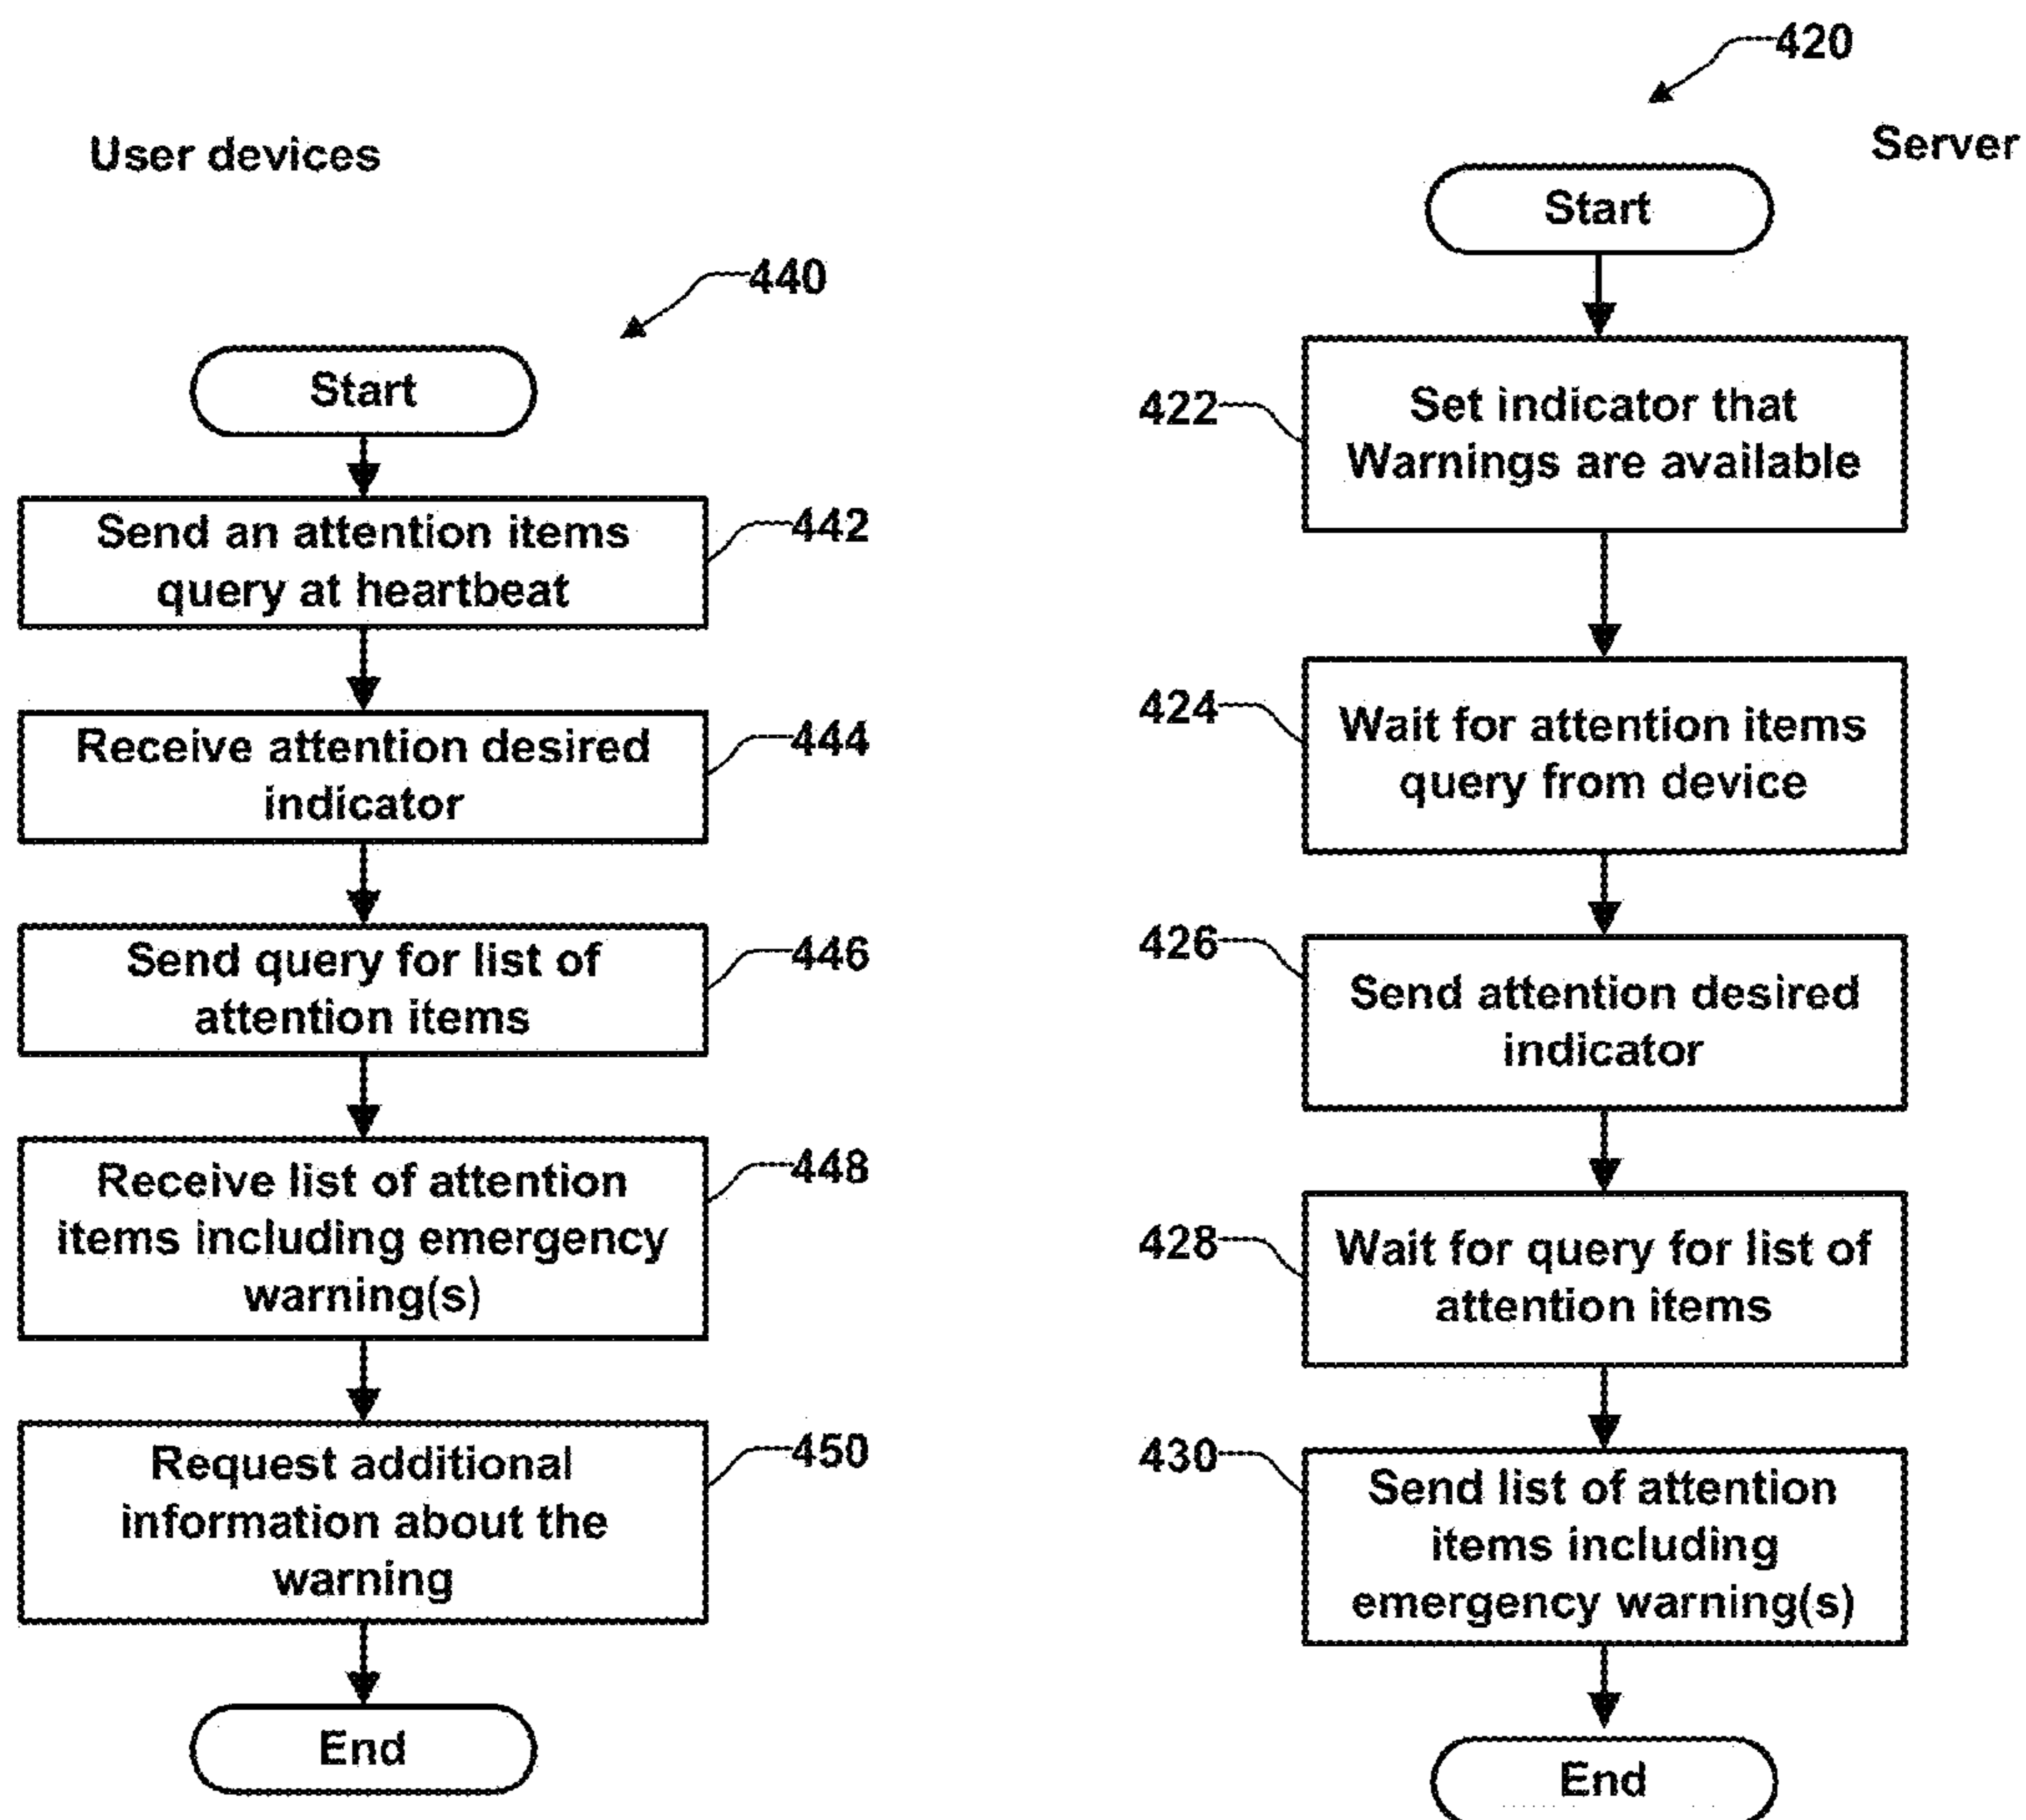 User devices
440
Start
Send an attention items
query at heartbeat
442
Receive attention desired
indicator
444
Send query for list of
attention items
446
Receive list of attention
items including emergency
warning(s)
448
Request additional
information about the
warning
450
End
420
Server
Start
422
Set indicator that
Warnings are available
424
Wait for attention items
query from device
426
Send attention desired
indicator
428
Wait for query for list of
attention items
430
Send list of attention
items including
emergency warning(s)
End